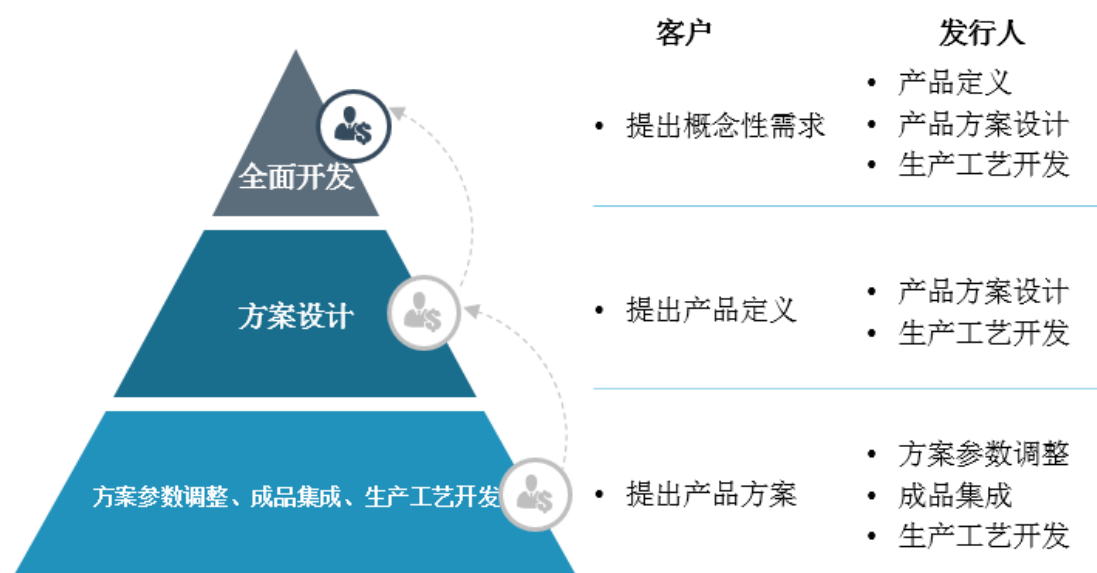 客户
发行人
全面开发
• 提出概念性需求
• 产品定义
• 产品方案设计
• 生产工艺开发
方案设计
• 提出产品定义
• 产品方案设计
• 生产工艺开发
方案参数调整、成品集成、生产工艺开发
• 提出产品方案
• 方案参数调整
• 成品集成
• 生产工艺开发